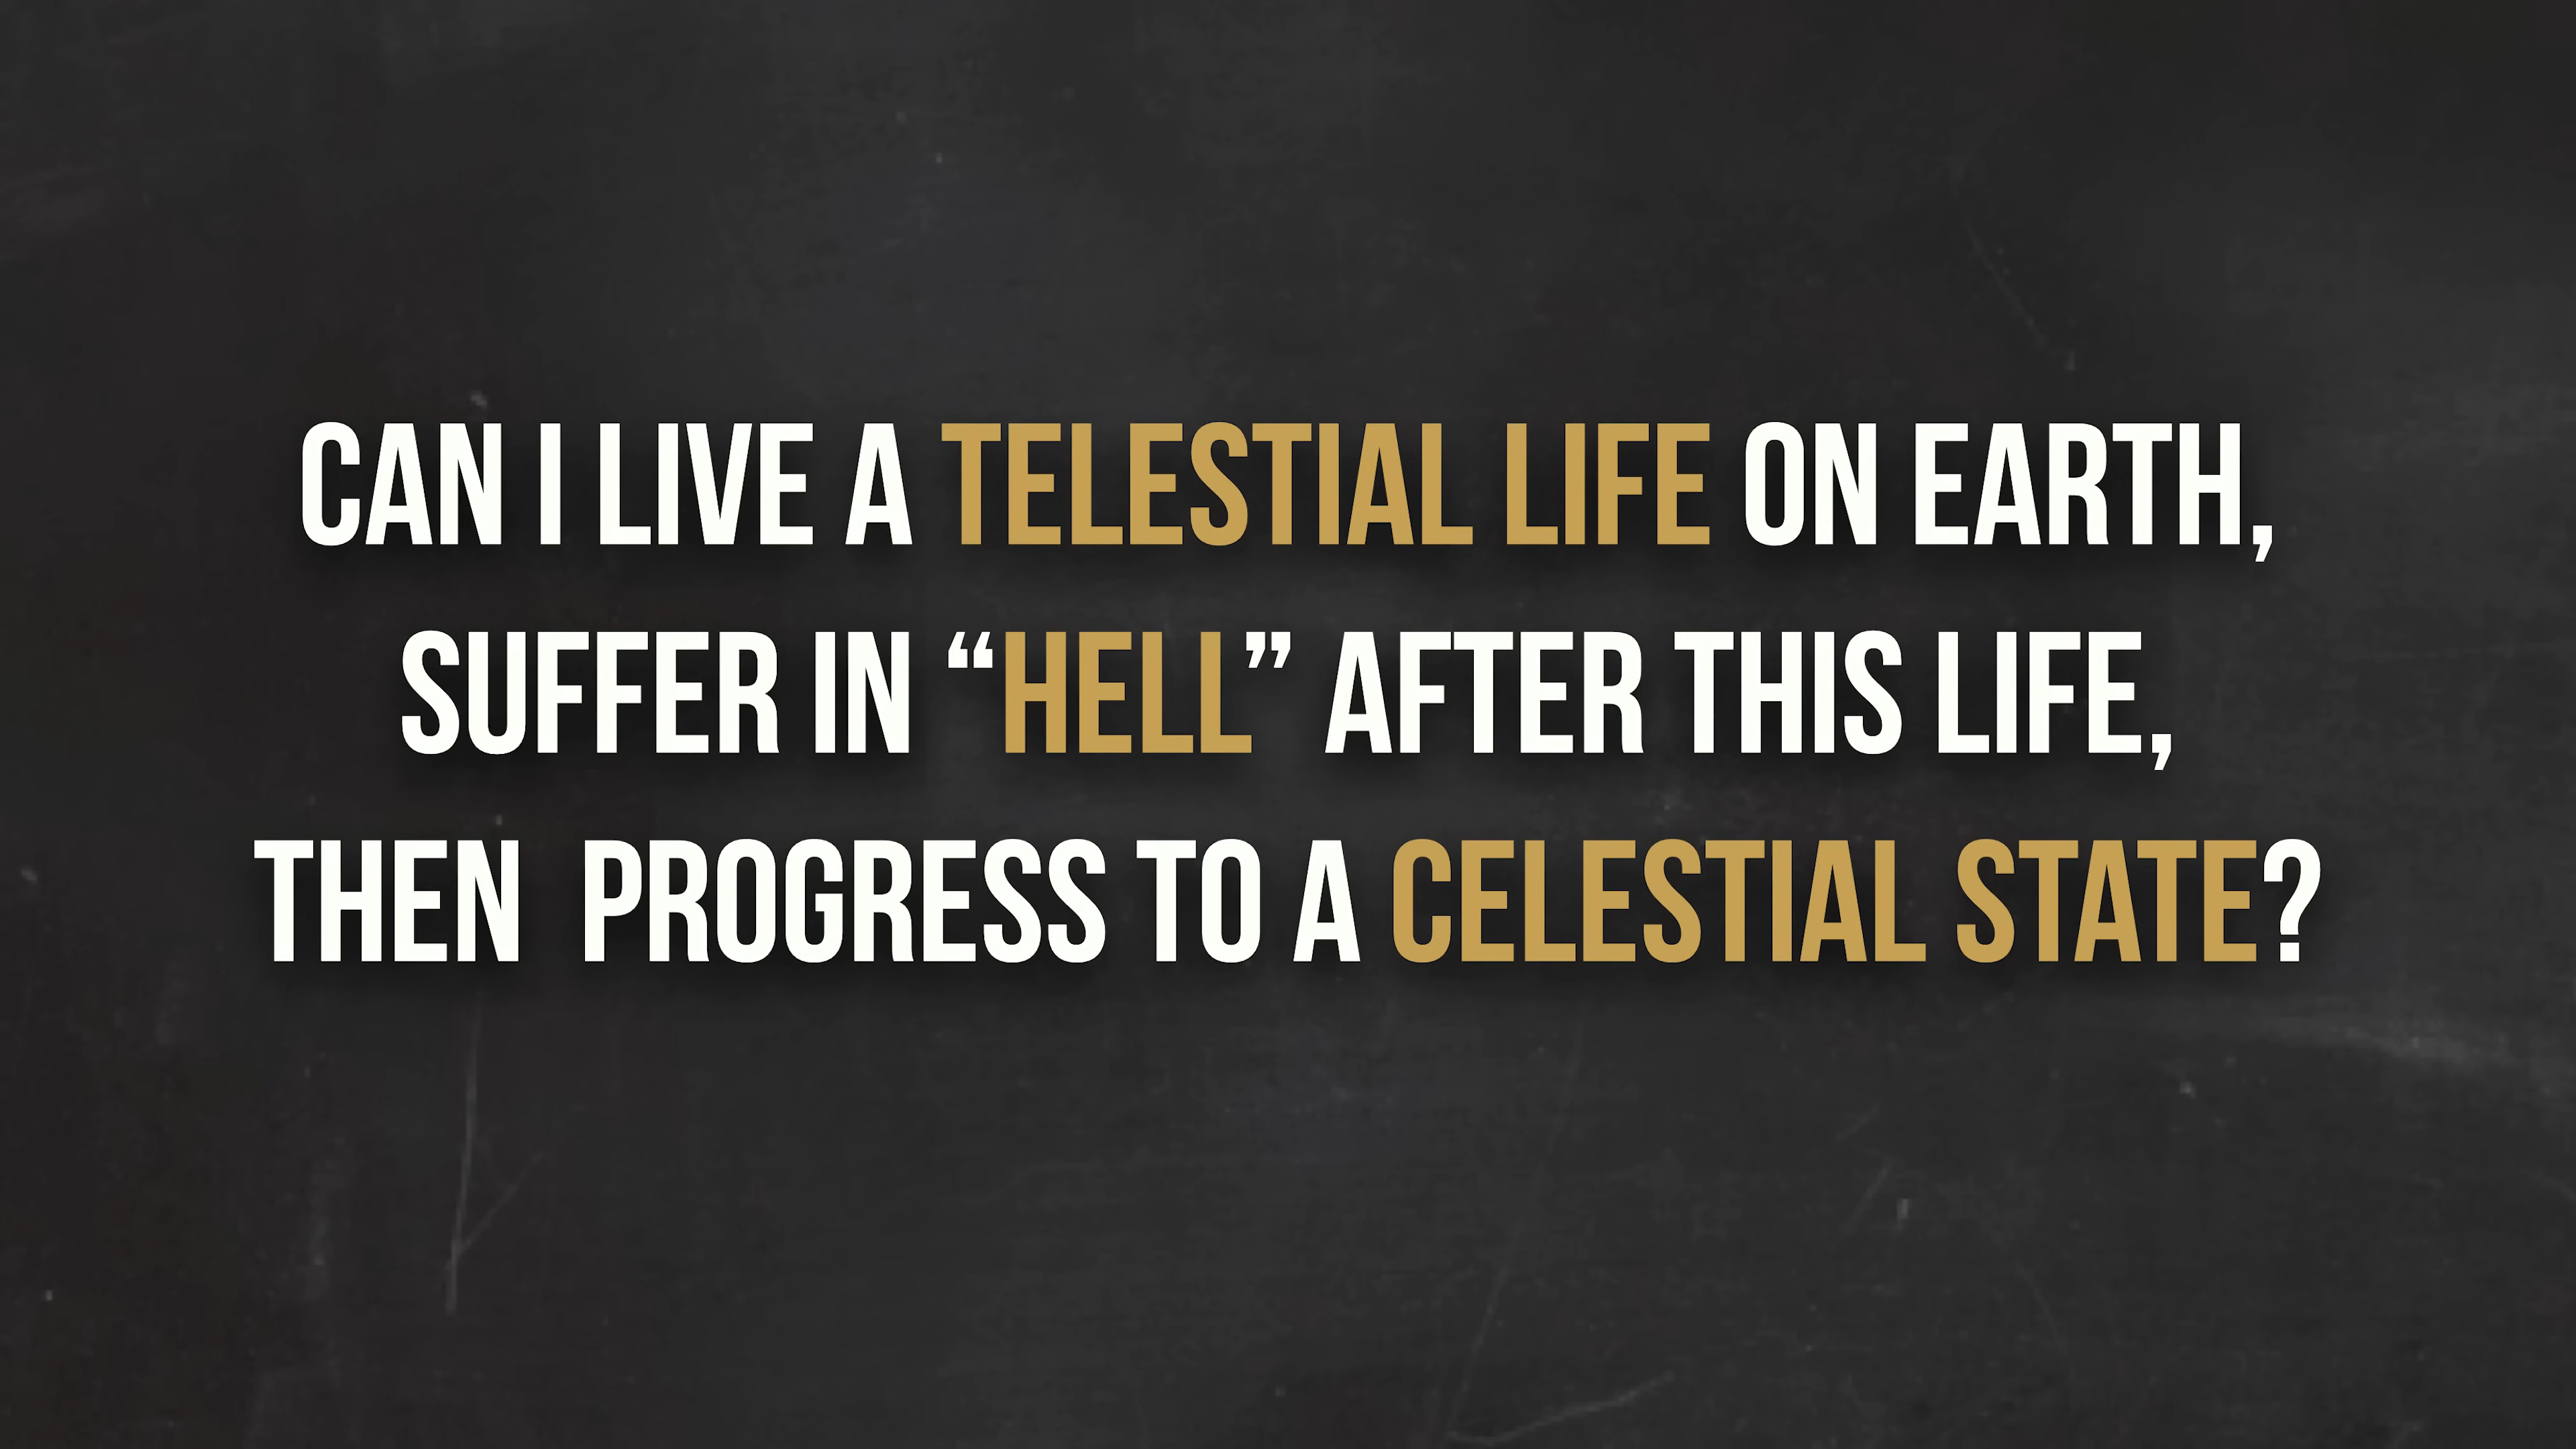 CAN I LIVE A TELESTIAL LIFE ON EARTH,
SUFFER IN “HELL” AFTER THIS LIFE,
THEN  PROGRESS TO A CELESTIAL STATE?